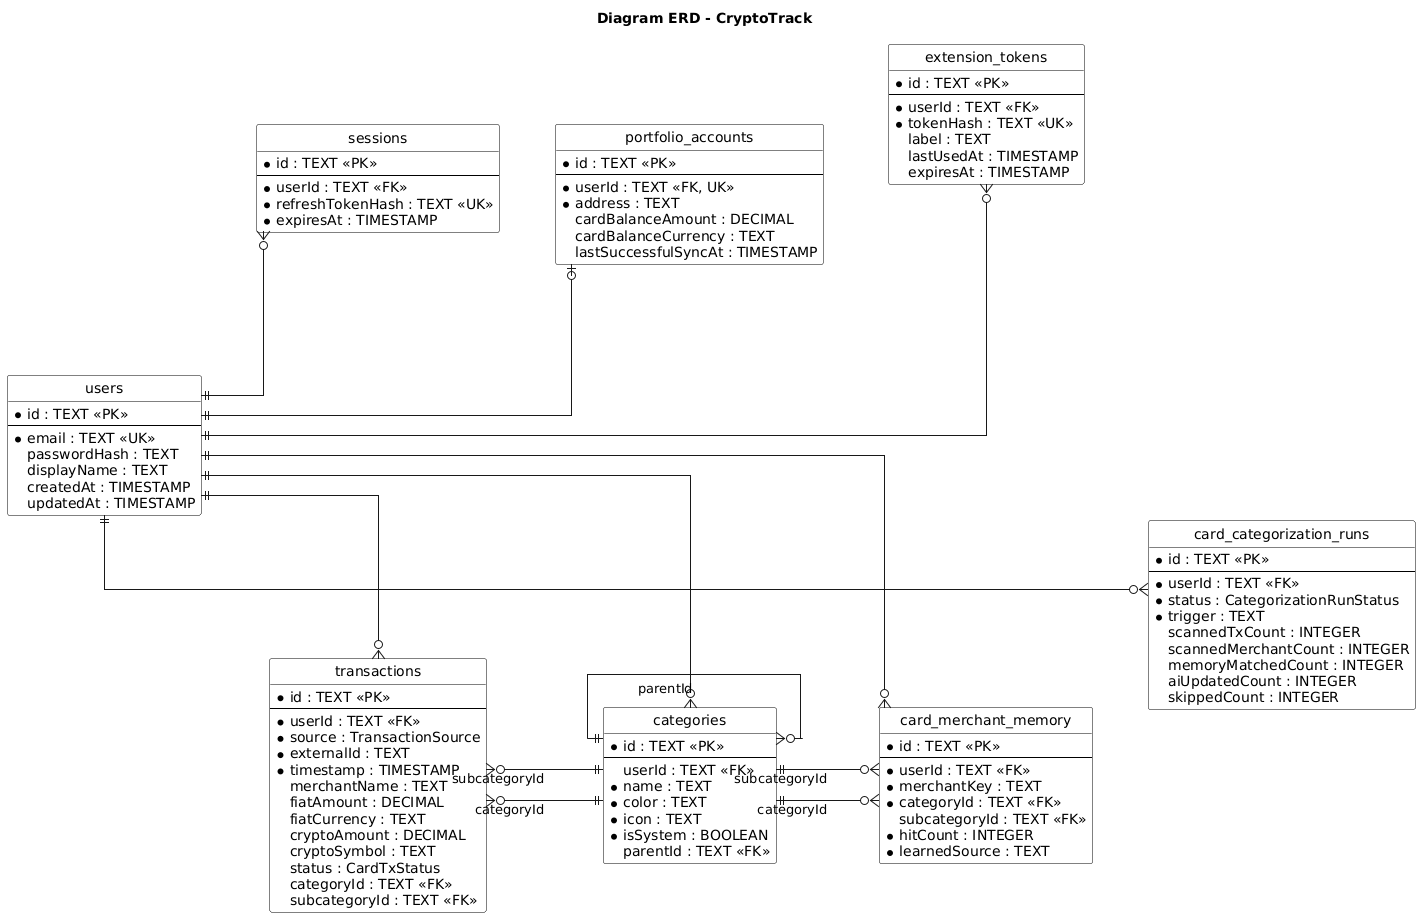 Diagram ERD - CryptoTrack
extension_tokens
id : TEXT «PK»
userId : TEXT «FK»
tokenHash : TEXT «UK»
label : TEXT
lastUsedAt : TIMESTAMP
expiresAt : TIMESTAMP
sessions
id : TEXT «PK»
userId : TEXT «FK»
refreshTokenHash : TEXT «UK»
expiresAt : TIMESTAMP
portfolio_accounts
id : TEXT «PK»
userId : TEXT «FK, UK»
address : TEXT
cardBalanceAmount : DECIMAL
cardBalanceCurrency : TEXT
lastSuccessfulSyncAt : TIMESTAMP
users
id : TEXT «PK»
email : TEXT «UK»
passwordHash : TEXT
displayName : TEXT
createdAt : TIMESTAMP
updatedAt : TIMESTAMP
card_categorization_runs
id : TEXT «PK»
userId : TEXT «FK»
status : CategorizationRunStatus
trigger : TEXT
scannedTxCount : INTEGER
scannedMerchantCount : INTEGER
memoryMatchedCount : INTEGER
aiUpdatedCount : INTEGER
skippedCount : INTEGER
transactions
id : TEXT «PK»
userId : TEXT «FK»
source : TransactionSource
externalId : TEXT
timestamp : TIMESTAMP
merchantName : TEXT
fiatAmount : DECIMAL
fiatCurrency : TEXT
cryptoAmount : DECIMAL
cryptoSymbol : TEXT
status : CardTxStatus
categoryId : TEXT «FK»
subcategoryId : TEXT «FK»
subcategoryId
categoryId
parentId
categories
id : TEXT «PK»
userId : TEXT «FK»
name : TEXT
color : TEXT
icon : TEXT
isSystem : BOOLEAN
parentId : TEXT «FK»
subcategoryId
categoryId
card_merchant_memory
id : TEXT «PK»
userId : TEXT «FK»
merchantKey : TEXT
categoryId : TEXT «FK»
subcategoryId : TEXT «FK»
hitCount : INTEGER
learnedSource : TEXT